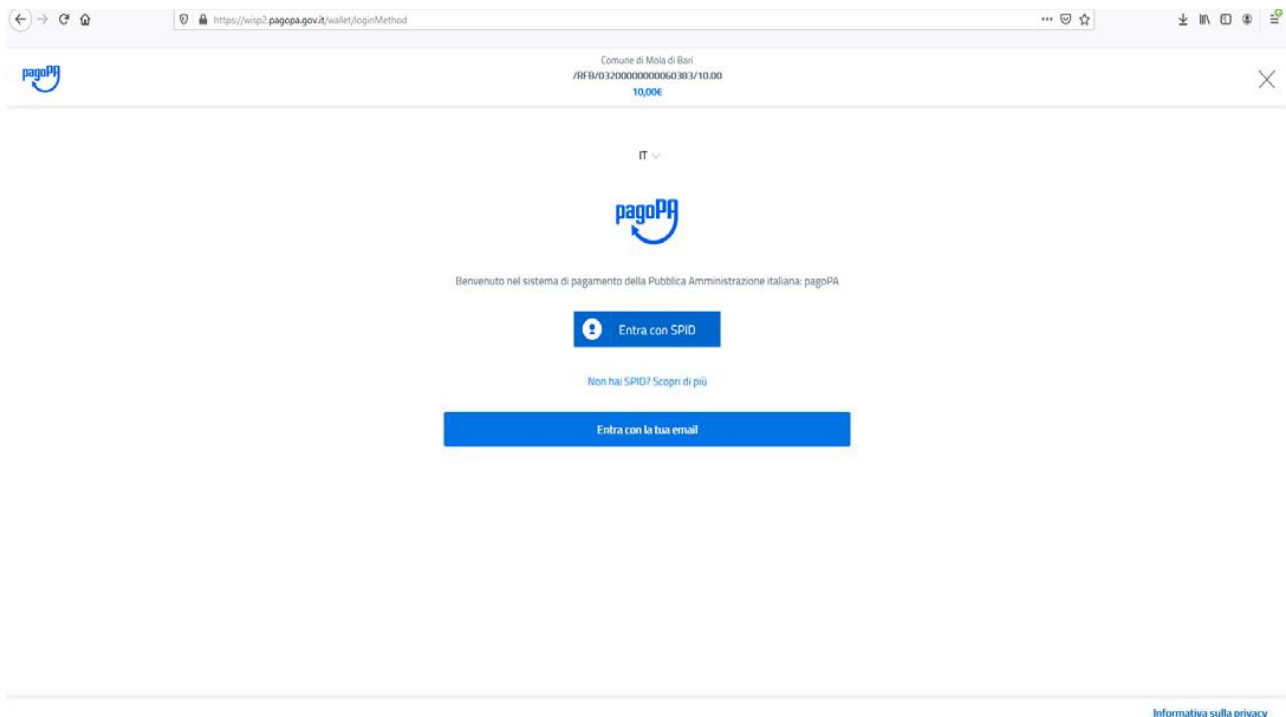 https://wisp2.pagopa.gov.it/wallet/loginMethod
pagoPA
Comune di Mola di Bari
/RFB/03200000000060383/10.00
10,00€
IT
pagoPA
Benvenuto nel sistema di pagamento della Pubblica Amministrazione italiana: pagoPA
Entra con SPID
Non hai SPID? Scopri di più
Entra con la tua email
Informativa sulla privacy